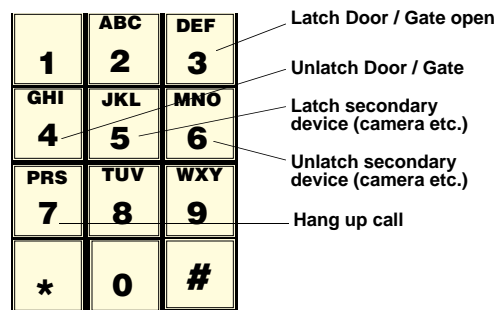 ABC DEF
1 2 3
GHI JKL MNO
4 5 6
PRS TUV WXY
7 8 9
* 0 #
Latch Door / Gate open
Unlatch Door / Gate
Latch secondary
device (camera etc.)
Unlatch secondary
device (camera etc.)
Hang up call